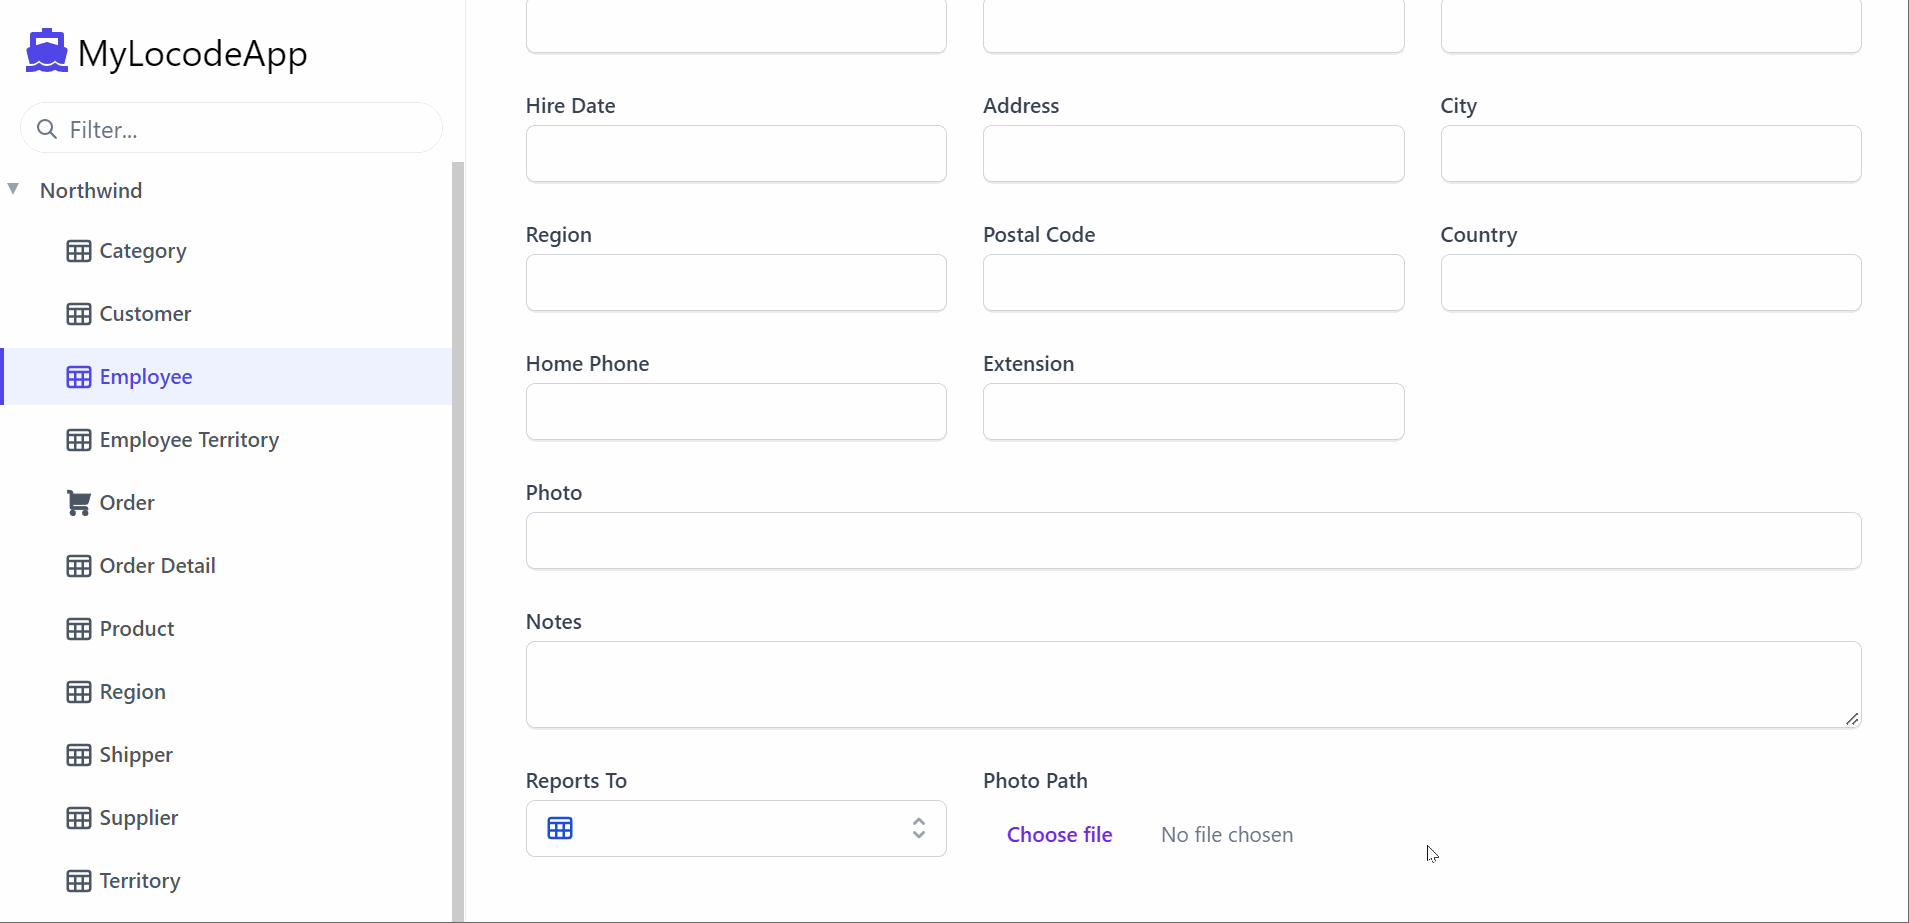 MyLocodeApp
Filter...
Northwind
Category
Customer
Employee
Employee Territory
Order
Order Detail
Product
Region
Shipper
Supplier
Territory
Hire Date
Address
City
Region
Postal Code
Country
Home Phone
Extension
Photo
Notes
Reports To
Photo Path
Choose file
No file chosen